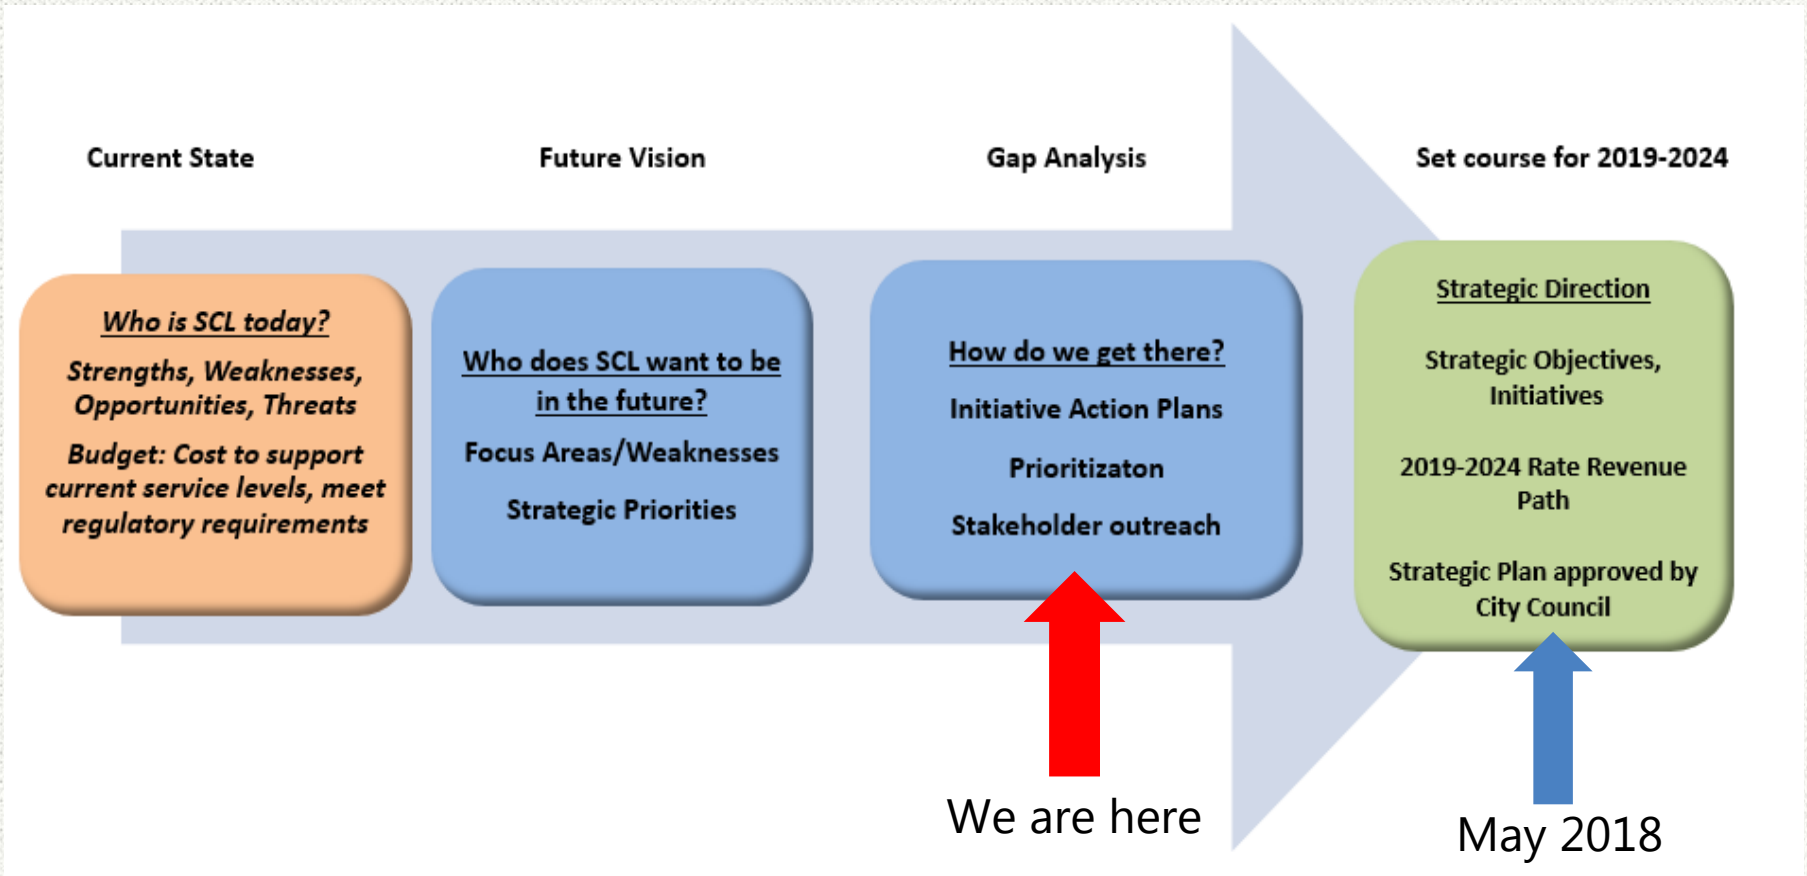 Current State
Future Vision
Gap Analysis
Set course for 2019-2024
Who is SCL today?
Strengths, Weaknesses,
Opportunities, Threats
Budget: Cost to support
current service levels, meet
regulatory requirements
Who does SCL want to be
in the future?
Focus Areas/Weaknesses
Strategic Priorities
How do we get there?
Initiative Action Plans
Prioritizaton
Stakeholder outreach
Strategic Direction
Strategic Objectives,
Initiatives
2019-2024 Rate Revenue
Path
Strategic Plan approved by
City Council
We are here
May 2018